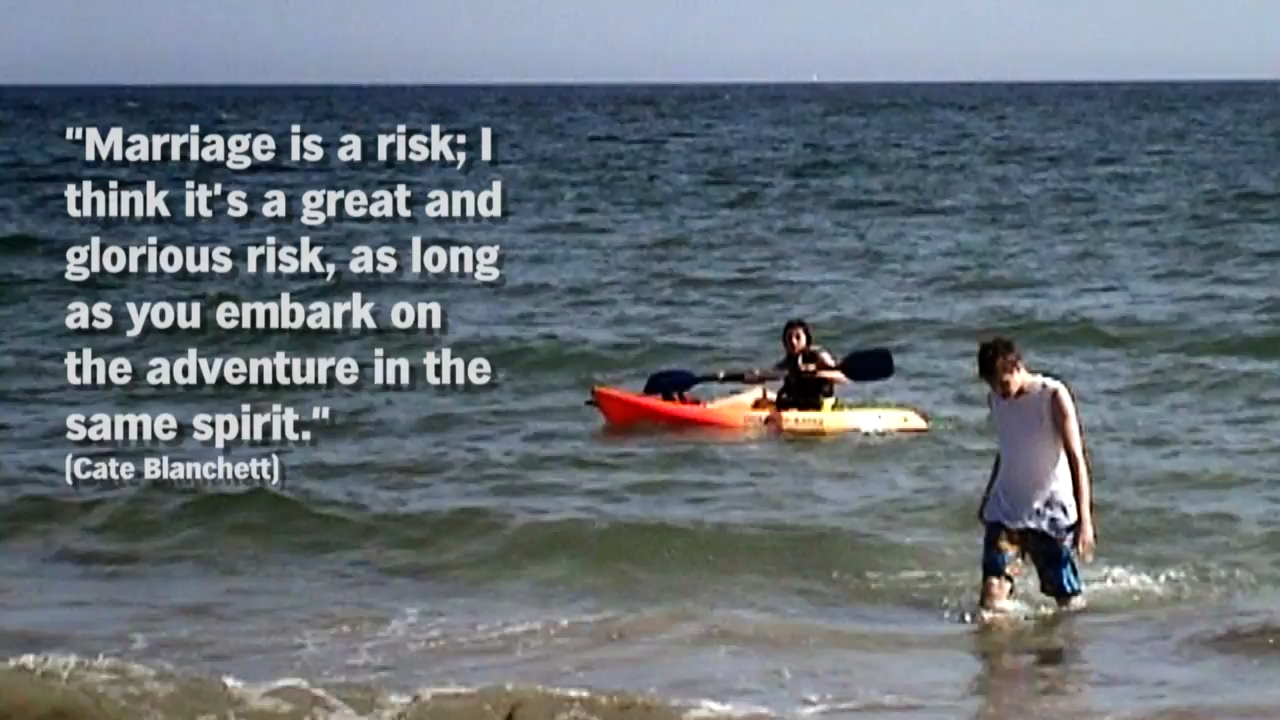 "Marriage is a risk; I
think it's a great and
glorious risk, as long
as you embark on
the adventure in the
same spirit."
(Cate Blanchett)